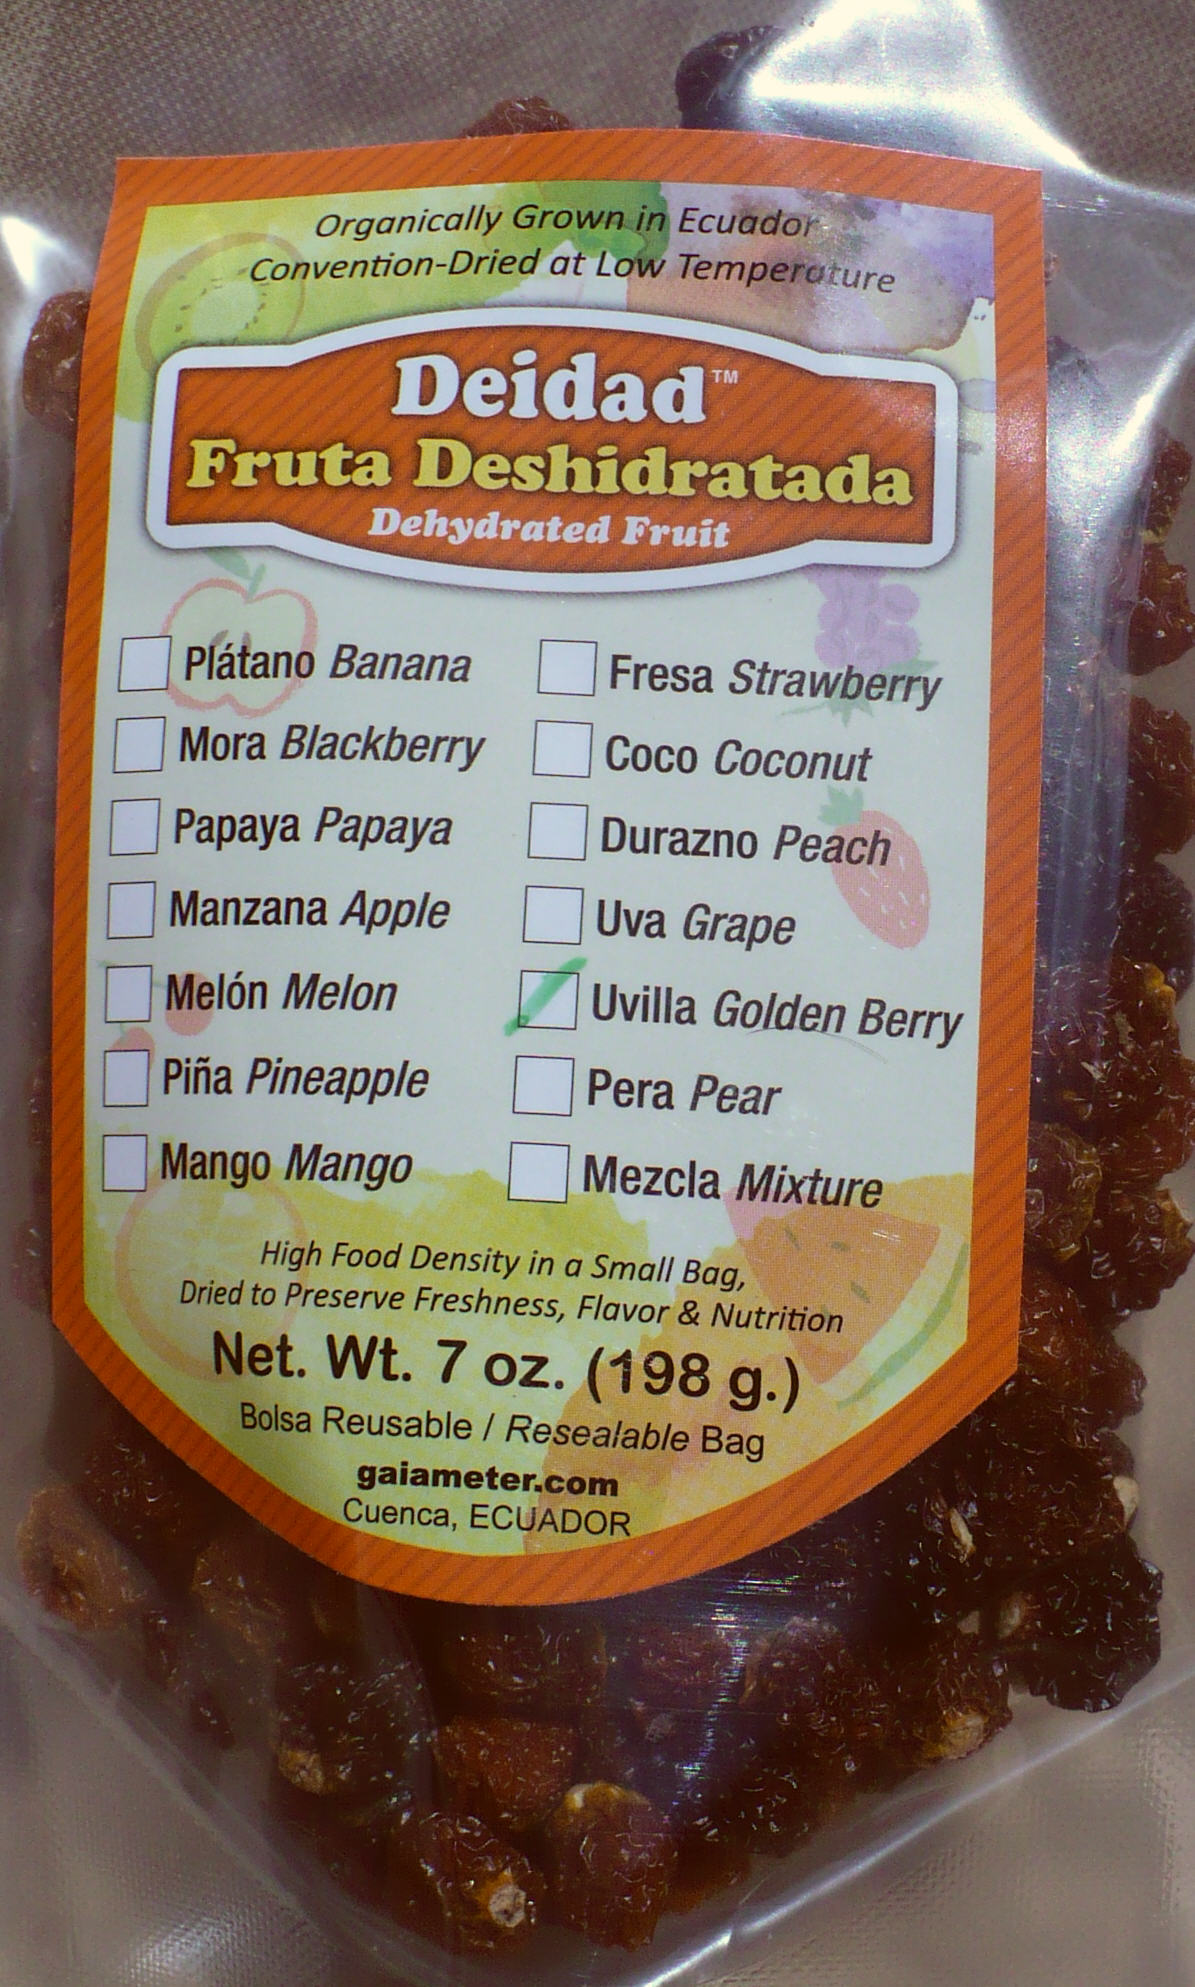 Organically Grown in Ecuador
Convention-Dried at Low Temperature
Deidad™
Fruta Deshidratada
Dehydrated Fruit
Plátano Banana
Mora Blackberry
Papaya Papaya
Manzana Apple
Melón Melon
Piña Pineapple
Mango Mango
Fresa Strawberry
Coco Coconut
Durazno Peach
Uva Grape
Uvilla Golden Berry
Pera Pear
Mezcla Mixture
High Food Density in a Small Bag,
Dried to Preserve Freshness, Flavor & Nutrition
Net. Wt. 7 oz. (198 g.)
Bolsa Reusable / Resealable Bag
gaiameter.com
Cuenca, ECUADOR